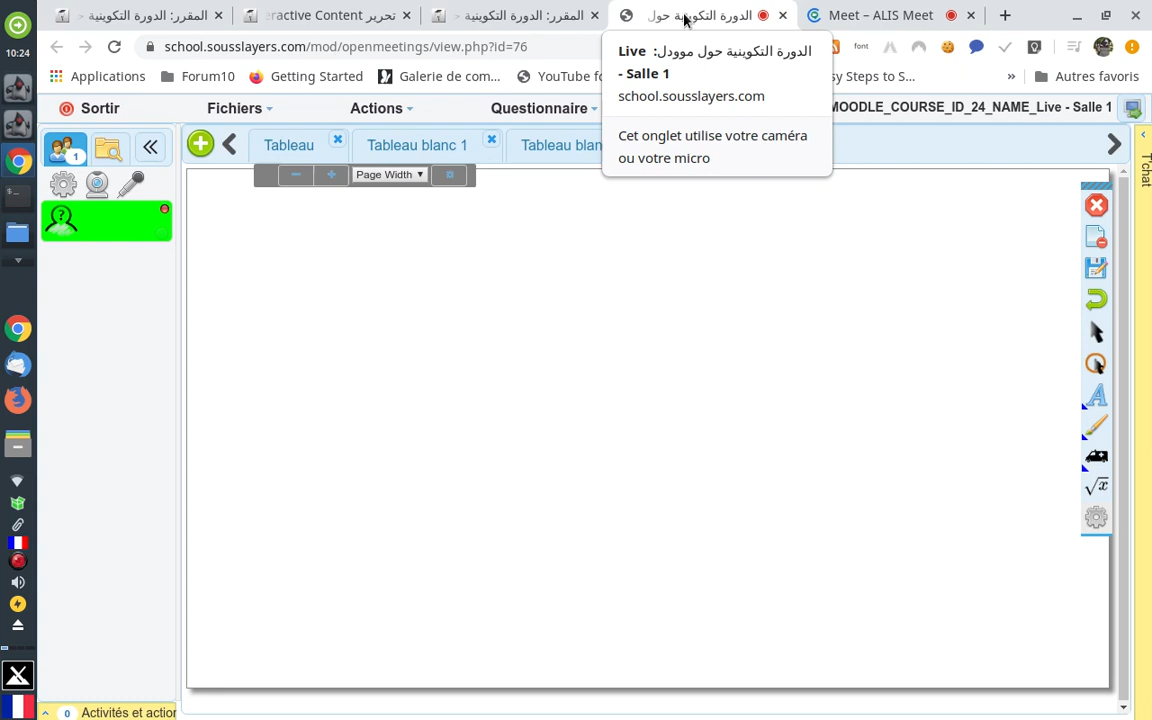 المقرر: الدورة التكوينية >
تحرير eractive Content
المقرر: الدورة التكوينية >
الدورة التكوينية حول
Meet – ALIS Meet
10:24
school.sousslayers.com/mod/openmeetings/view.php?id=76
font
Live :الدورة التكوينية حول موودل
- Salle 1
school.sousslayers.com
Cet onglet utilise votre caméra
ou votre micro
Applications
Forum10
Getting Started
Galerie de com...
YouTube fo
sy Steps to S...
»
Autres favoris
Sortir
Fichiers
Actions
Questionnaire
MOODLE_COURSE_ID_24_NAME_Live - Salle 1
1
Tableau
Tableau blanc 1
Tableau blan
Page Width
T'chat
0 Activités et action